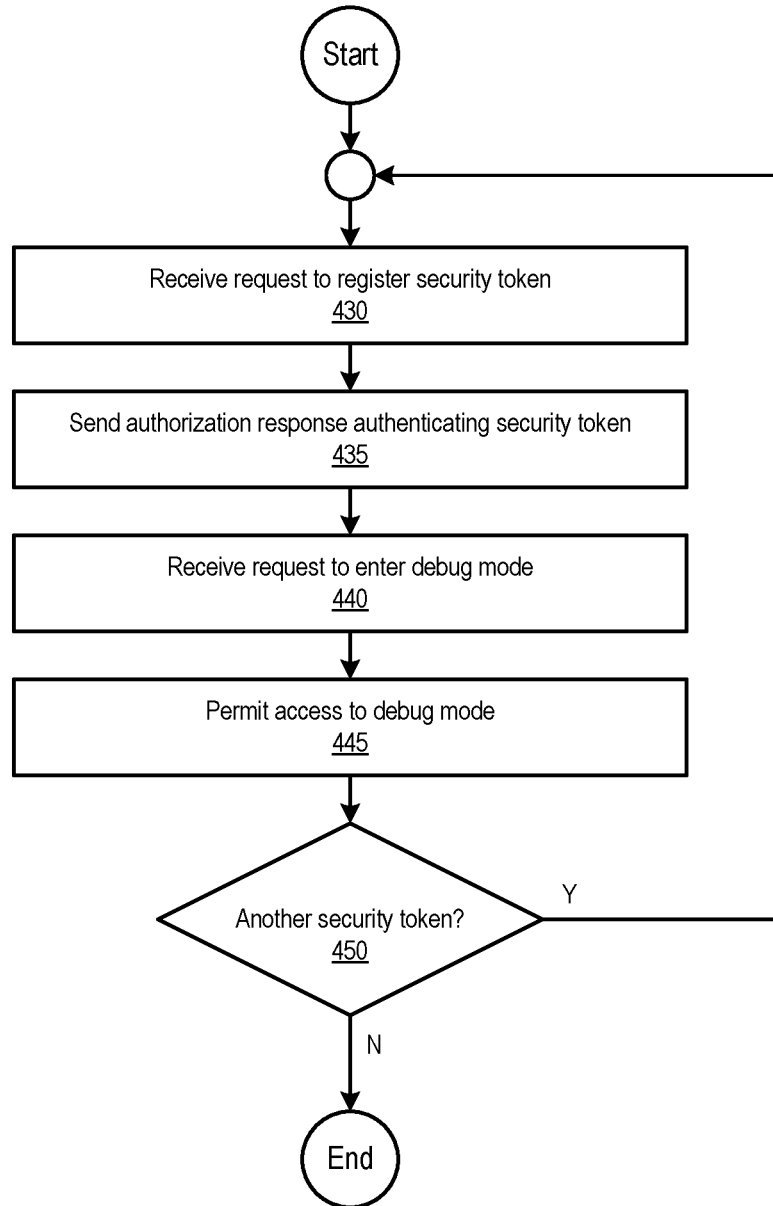 Start
Receive request to register security token
430
Send authorization response authenticating security token
435
Receive request to enter debug mode
440
Permit access to debug mode
445
Y
Another security token?
450
N
End